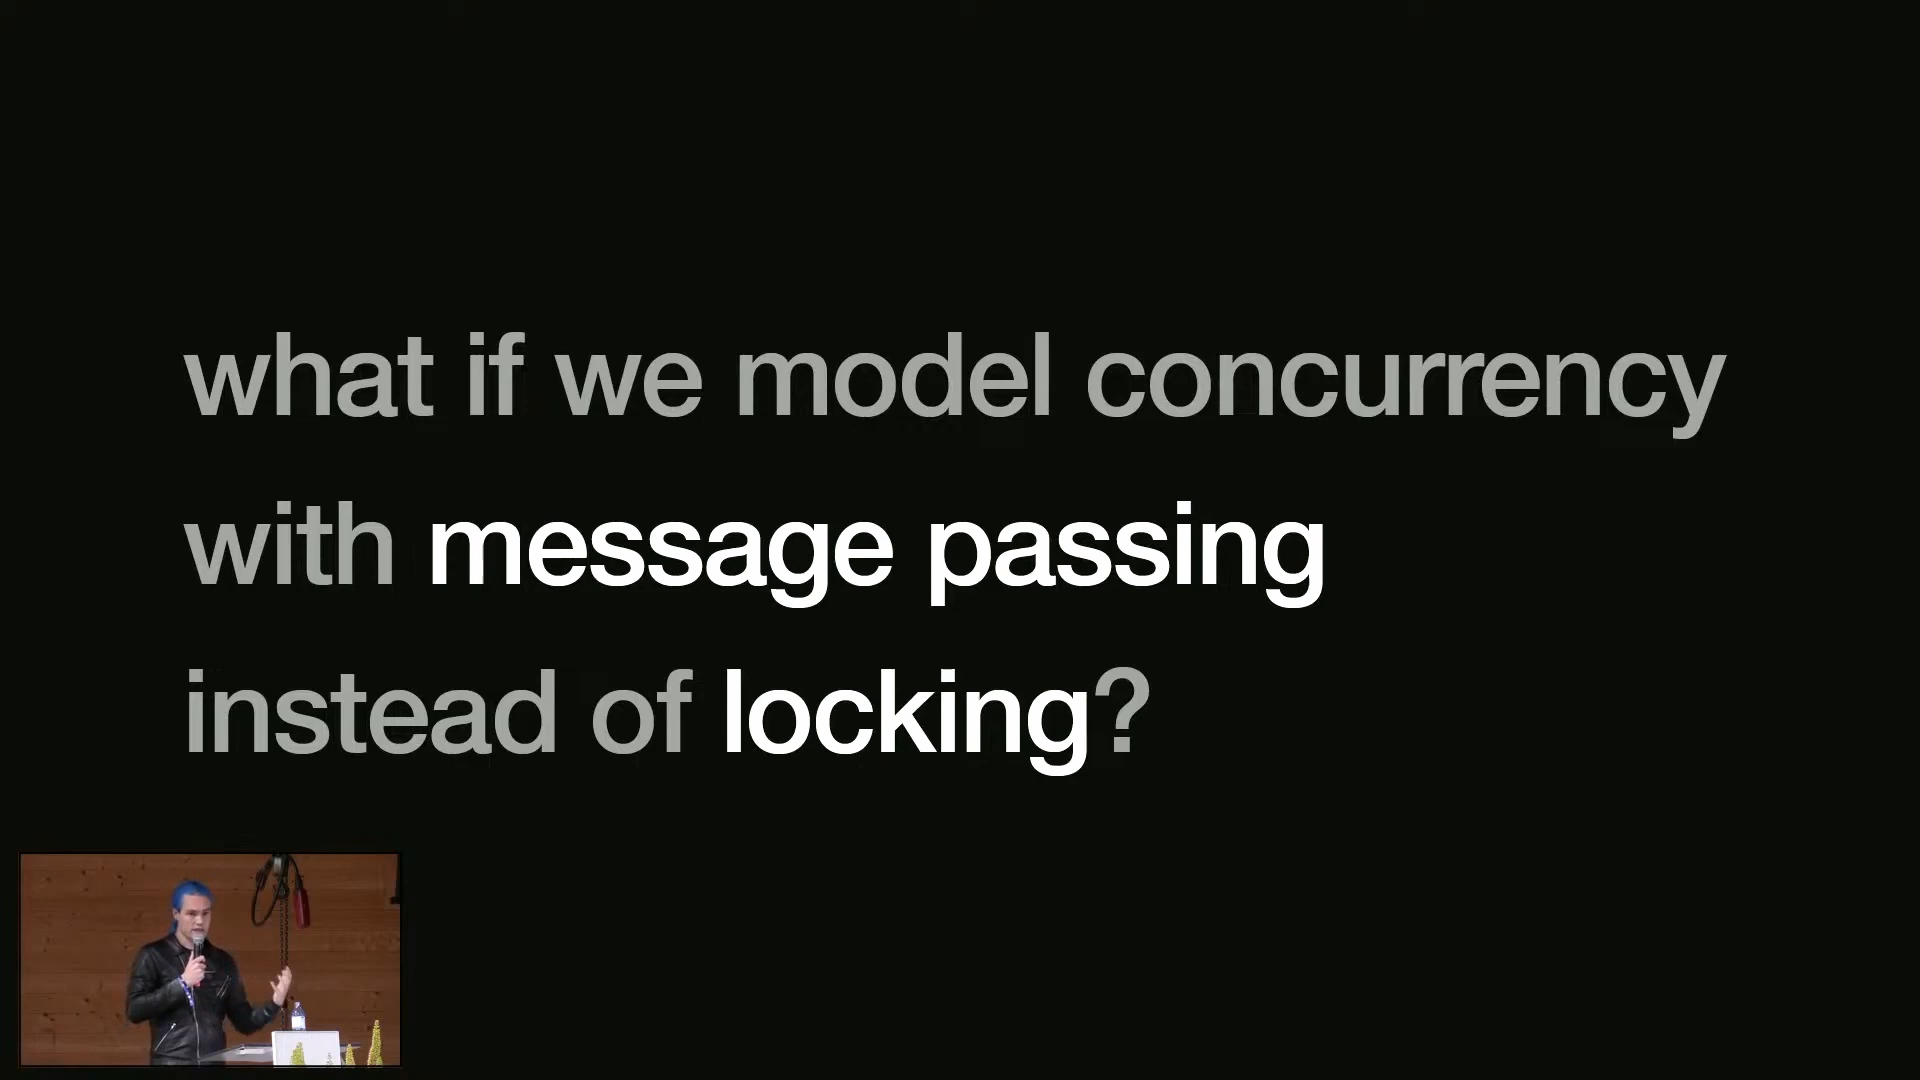 what if we model concurrency
with message passing
instead of locking?